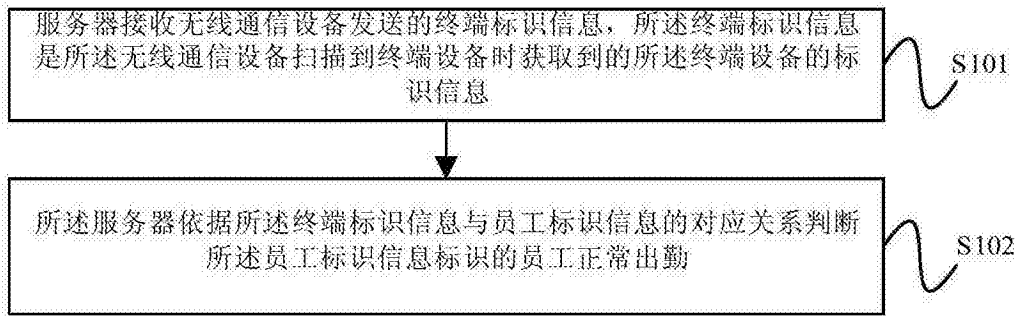 服务器接收无线通信设备发送的终端标识信息，所述终端标识信息
是所述无线通信设备扫描到终端设备时获取到的所述终端设备的标
识信息
S101
所述服务器依据所述终端标识信息与员工标识信息的对应关系判断
所述员工标识信息标识的员工正常出勤
S102